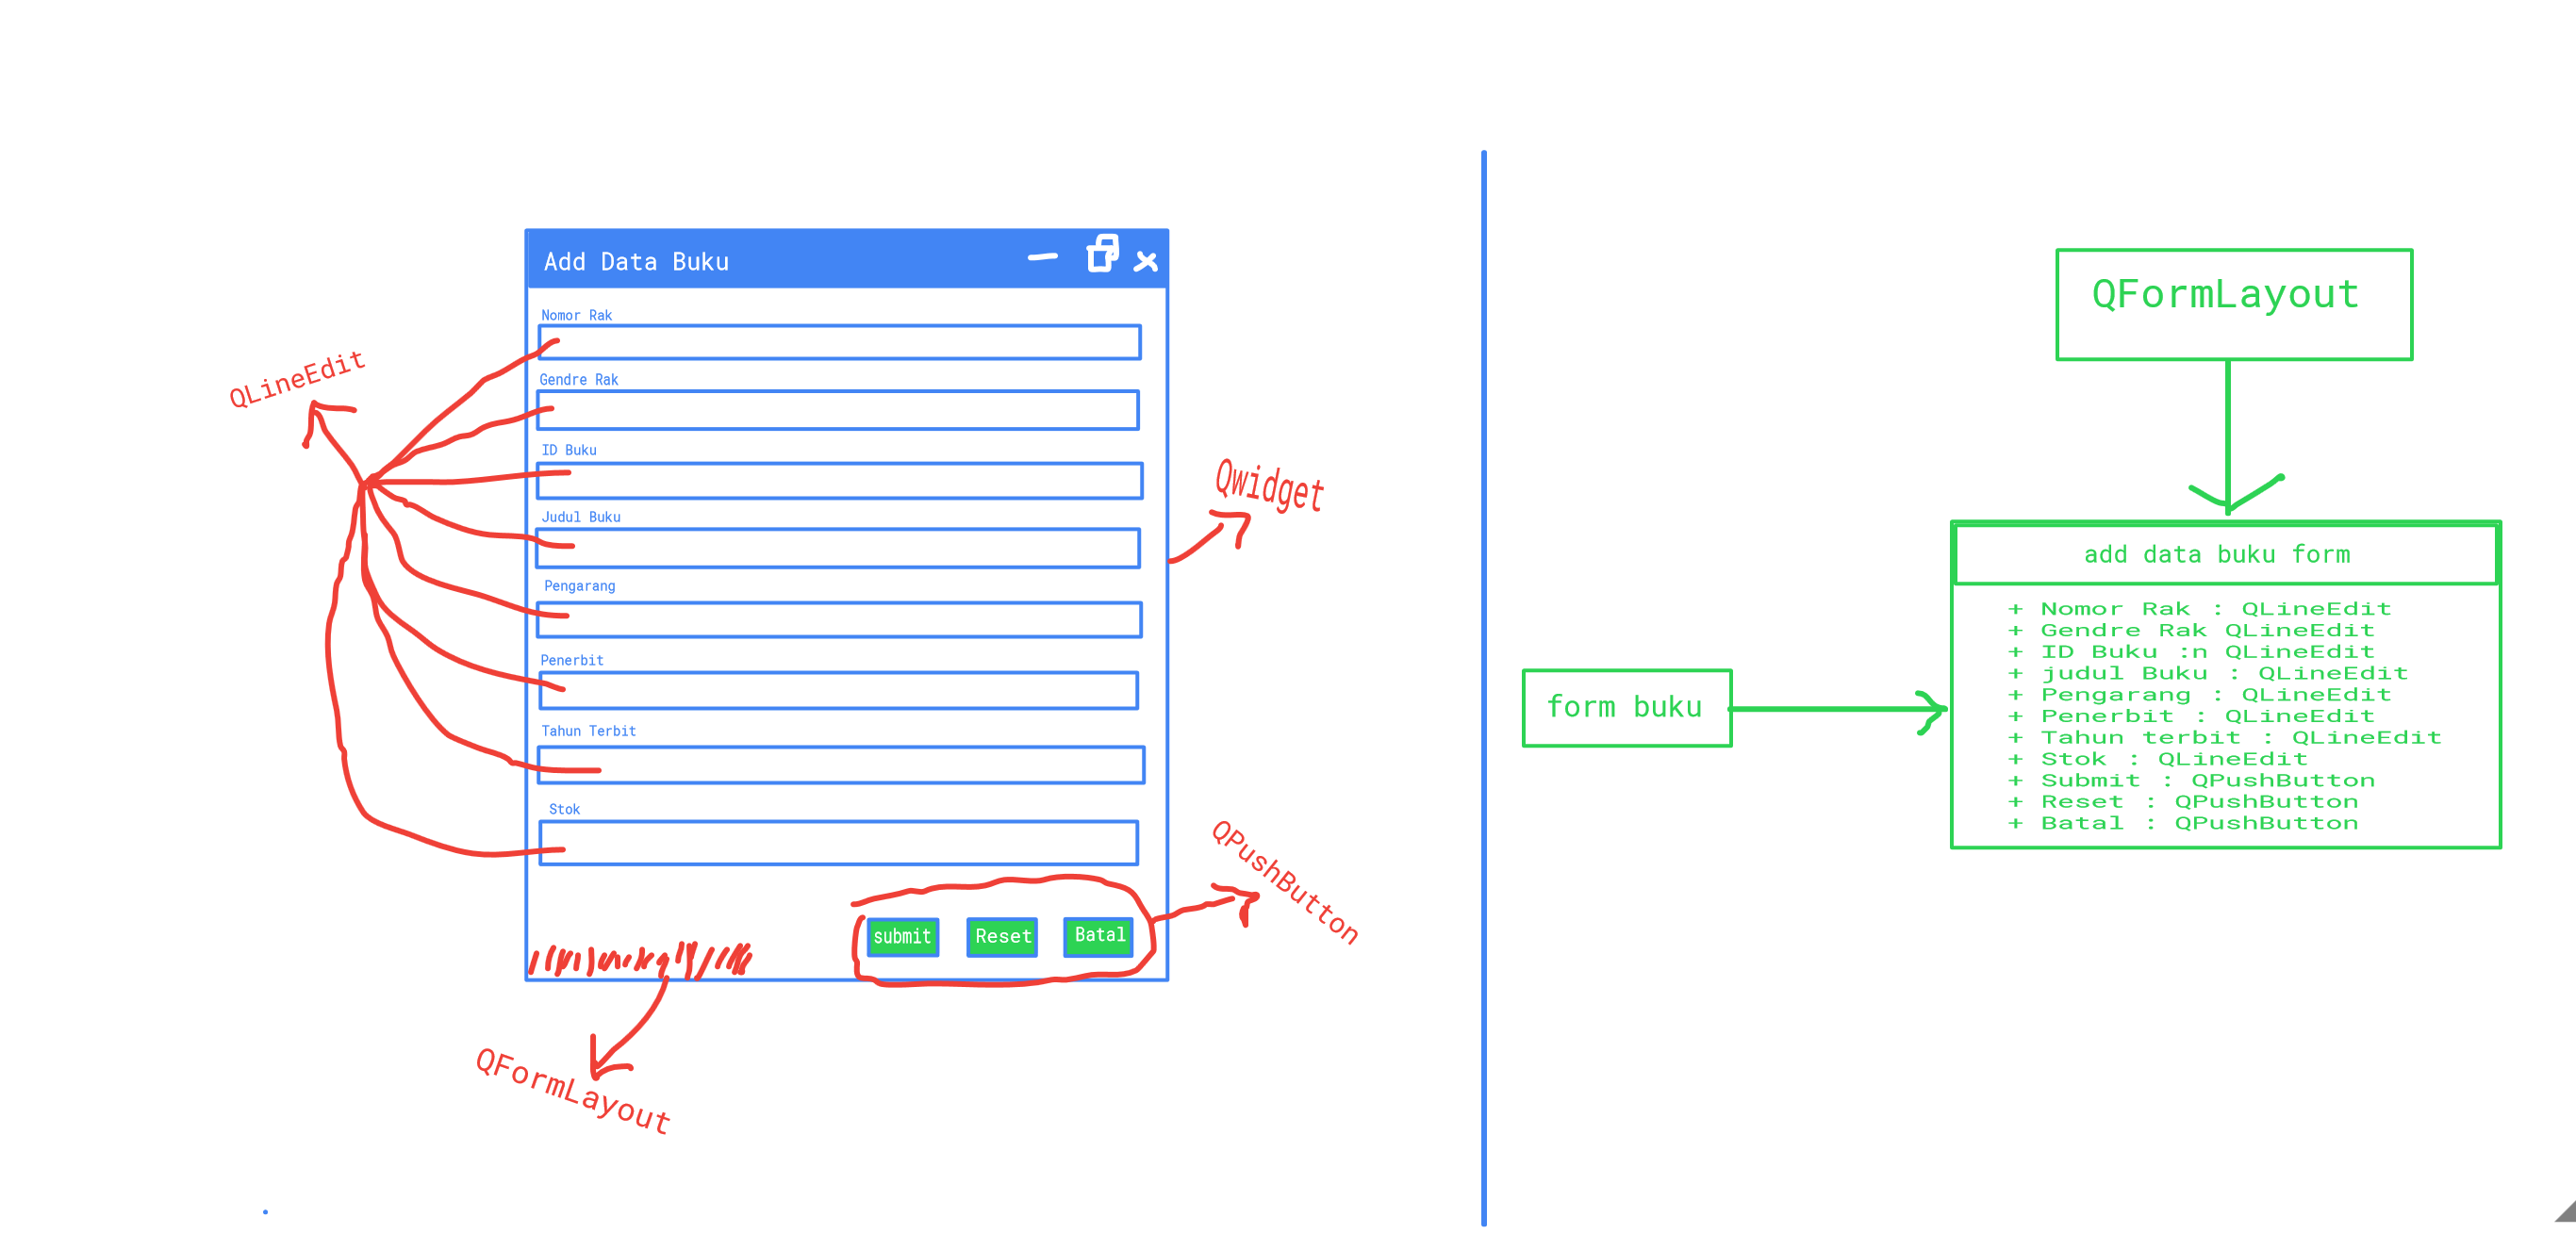 Add Data Buku
Nomor Rak
Gendre Rak
ID Buku
Judul Buku
Pengarang
Penerbit
Tahun Terbit
Stok
submit
Reset
Batal
QLineEdit
Qwidget
QPushButton
QFormLayout
QFormLayout
add data buku form
+ Nomor Rak : QLineEdit
+ Gendre Rak QLineEdit
+ ID Buku :n QLineEdit
+ judul Buku : QLineEdit
+ Pengarang : QLineEdit
+ Penerbit : QLineEdit
+ Tahun terbit : QLineEdit
+ Stok : QLineEdit
+ Submit : QPushButton
+ Reset : QPushButton
+ Batal : QPushButton
form buku